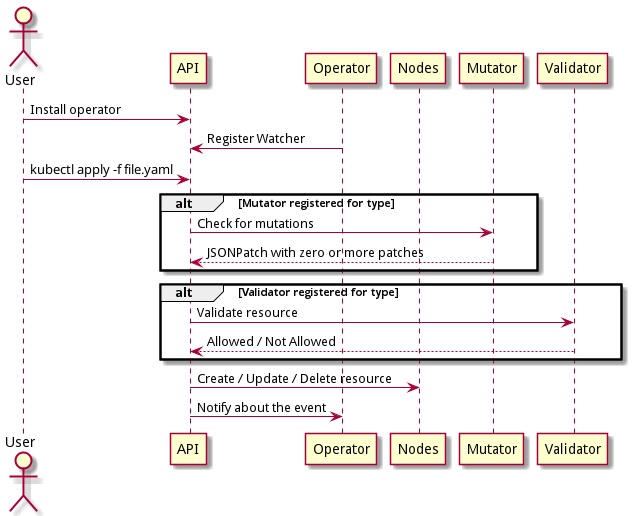 User
API
Operator
Nodes
Mutator
Validator
Install operator
Register Watcher
kubectl apply -f file.yaml
alt
[Mutator registered for type]
Check for mutations
JSONPatch with zero or more patches
alt
[Validator registered for type]
Validate resource
Allowed / Not Allowed
Create / Update / Delete resource
Notify about the event
User
API
Operator
Nodes
Mutator
Validator